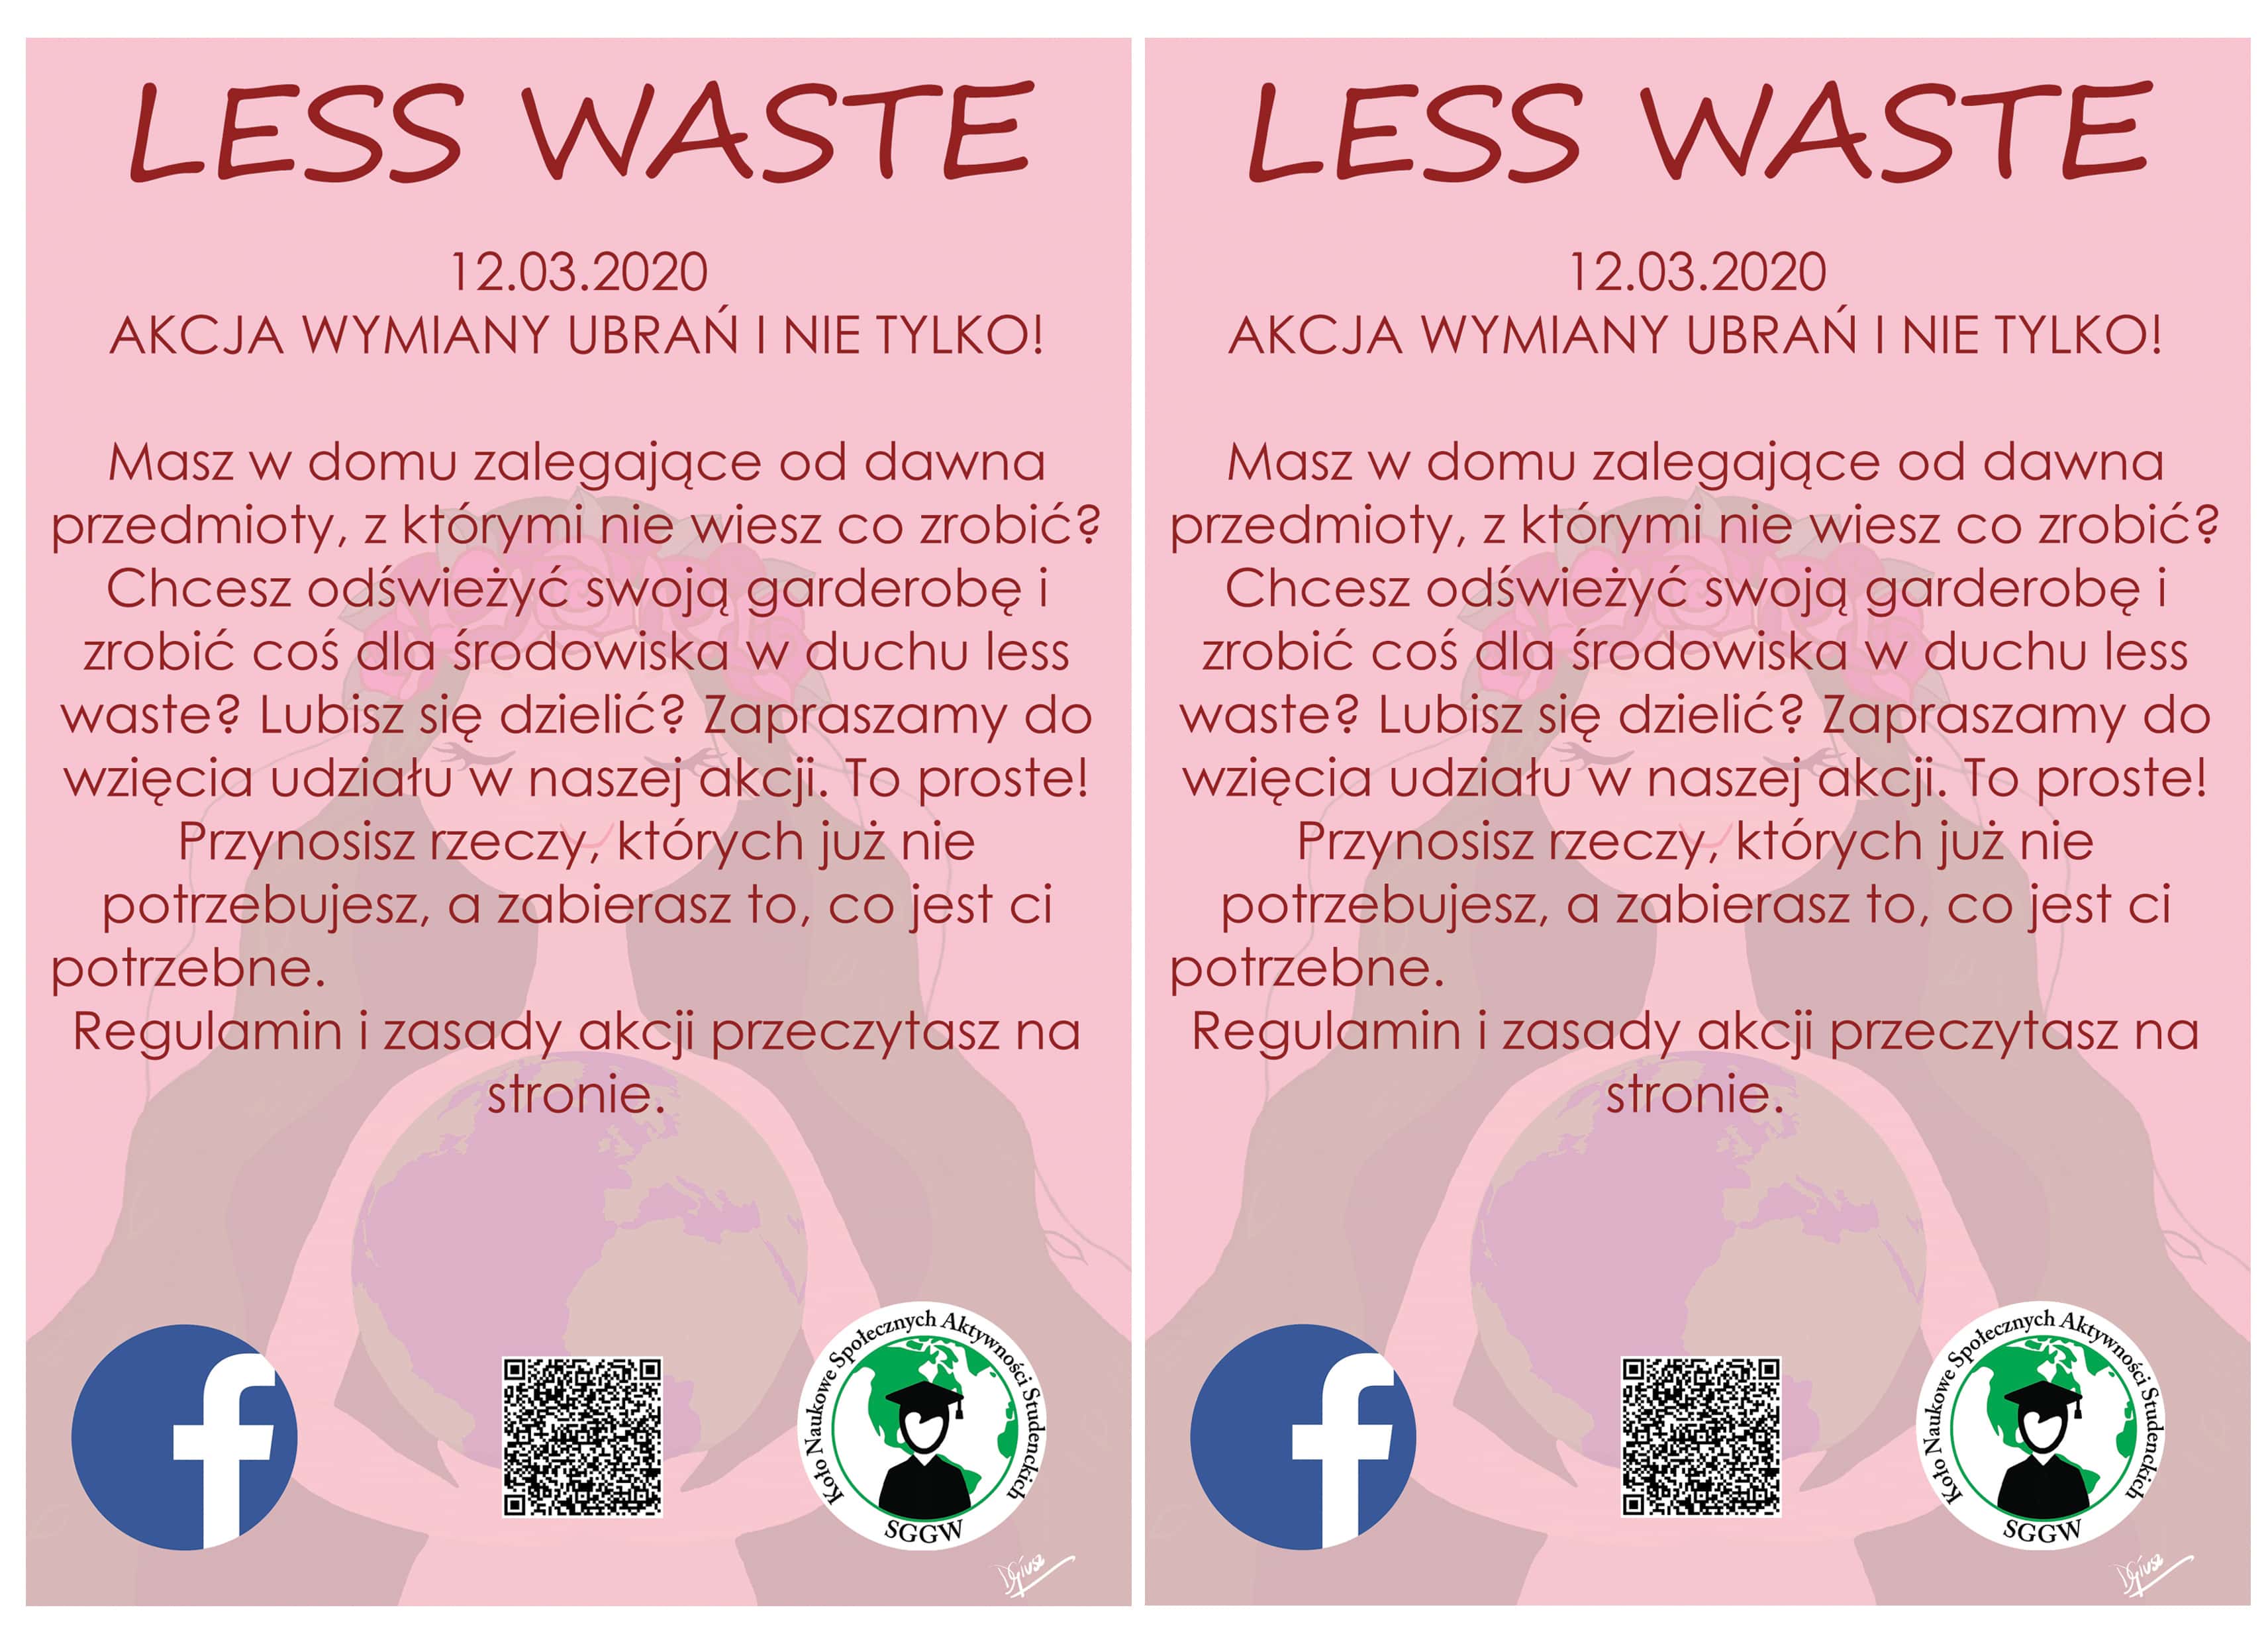 LESS WASTE
12.03.2020
AKCJA WYMIANY UBRAŃ I NIE TYLKO!
Masz w domu zalegające od dawna
przedmioty, z którymi nie wiesz co zrobić?
Chcesz odświeżyć swoją garderobę i
zrobić coś dla środowiska w duchu less
waste? Lubisz się dzielić? Zapraszamy do
wzięcia udziału w naszej akcji. To proste!
Przynosisz rzeczy, których już nie
potrzebujesz, a zabierasz to, co jest ci
potrzebne.
Regulamin i zasady akcji przeczytasz na
stronie.
f
Koło Naukowe Społecznych Aktywności Studenckich
SGGW
LESS WASTE
12.03.2020
AKCJA WYMIANY UBRAŃ I NIE TYLKO!
Masz w domu zalegające od dawna
przedmioty, z którymi nie wiesz co zrobić?
Chcesz odświeżyć swoją garderobę i
zrobić coś dla środowiska w duchu less
waste? Lubisz się dzielić? Zapraszamy do
wzięcia udziału w naszej akcji. To proste!
Przynosisz rzeczy, których już nie
potrzebujesz, a zabierasz to, co jest ci
potrzebne.
Regulamin i zasady akcji przeczytasz na
stronie.
f
Koło Naukowe Społecznych Aktywności Studenckich
SGGW